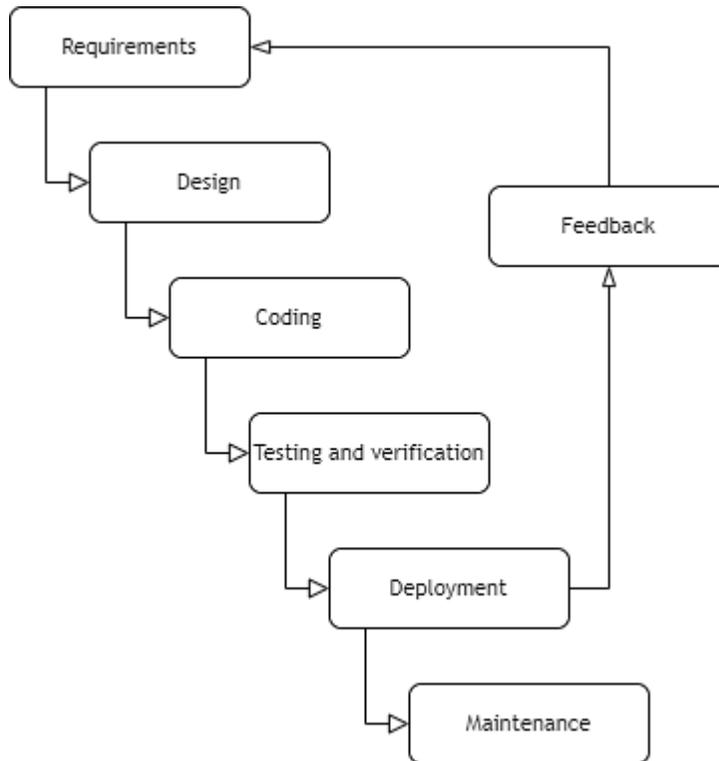 Requirements
Design
Feedback
Coding
Testing and verification
Deployment
Maintenance